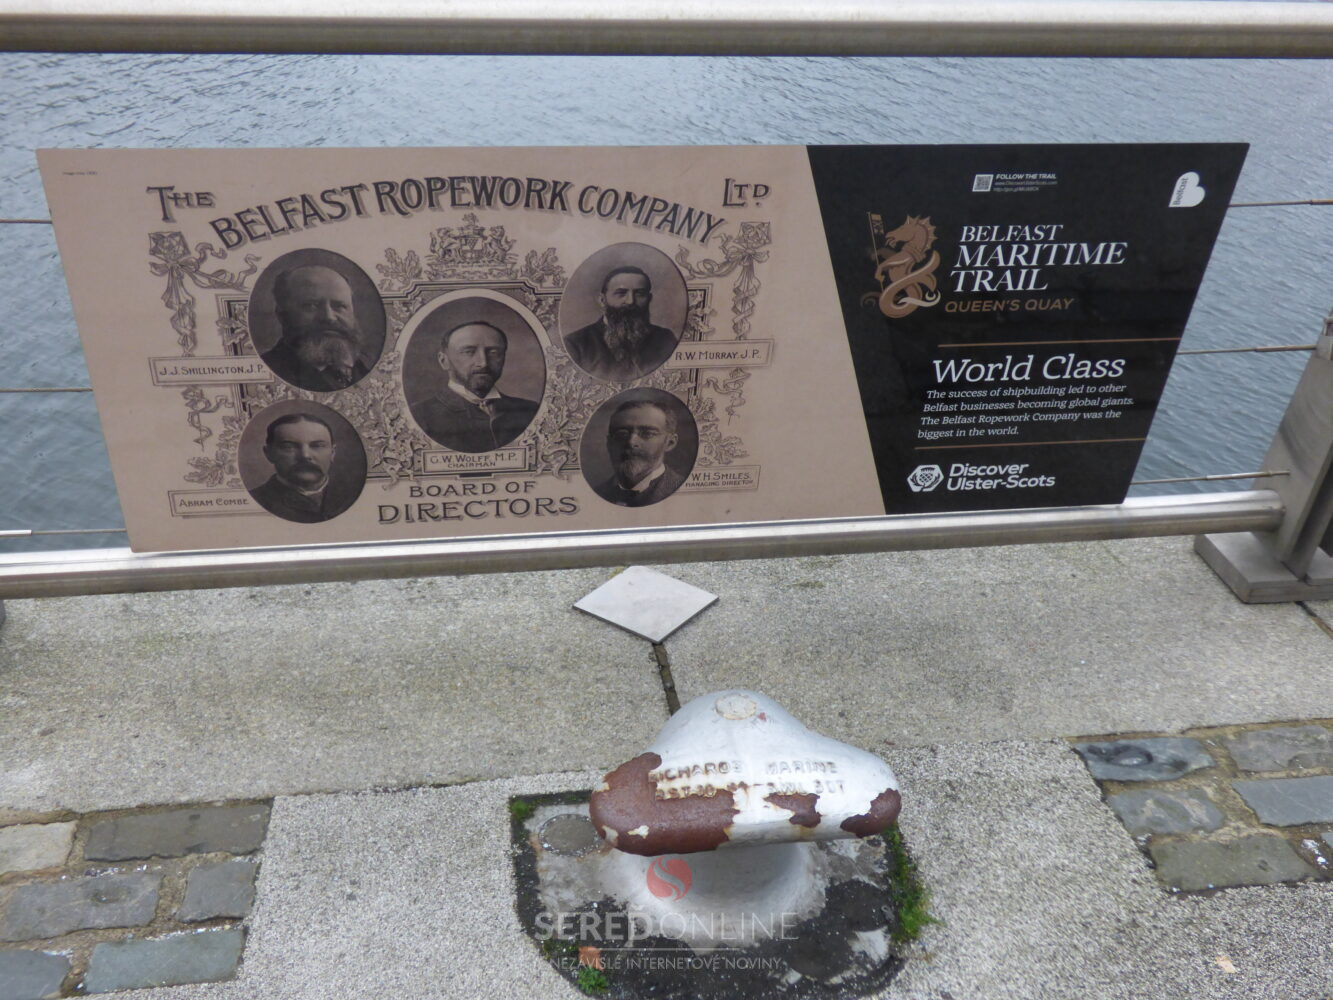 THE BELFAST ROPEWORK COMPANY LTD.
J.J. SHILLINGTON, J.P.
R.W. MURRAY, J.P.
G.W. WOLFF, M.P.
CHAIRMAN
ABRAM COMBE.
W.H. SMILES,
MANAGING DIRECTOR
BOARD OF
DIRECTORS
FOLLOW THE TRAIL
Belfast
BELFAST
MARITIME
TRAIL
QUEEN'S QUAY
World Class
The success of shipbuilding led to other
Belfast businesses becoming global giants.
The Belfast Ropework Company was the
biggest in the world.
Discover
Ulster-Scots
RICHARDS MARINE
SEREĎ ONLINE
NEZÁVISLÉ INTERNETOVÉ NOVINY